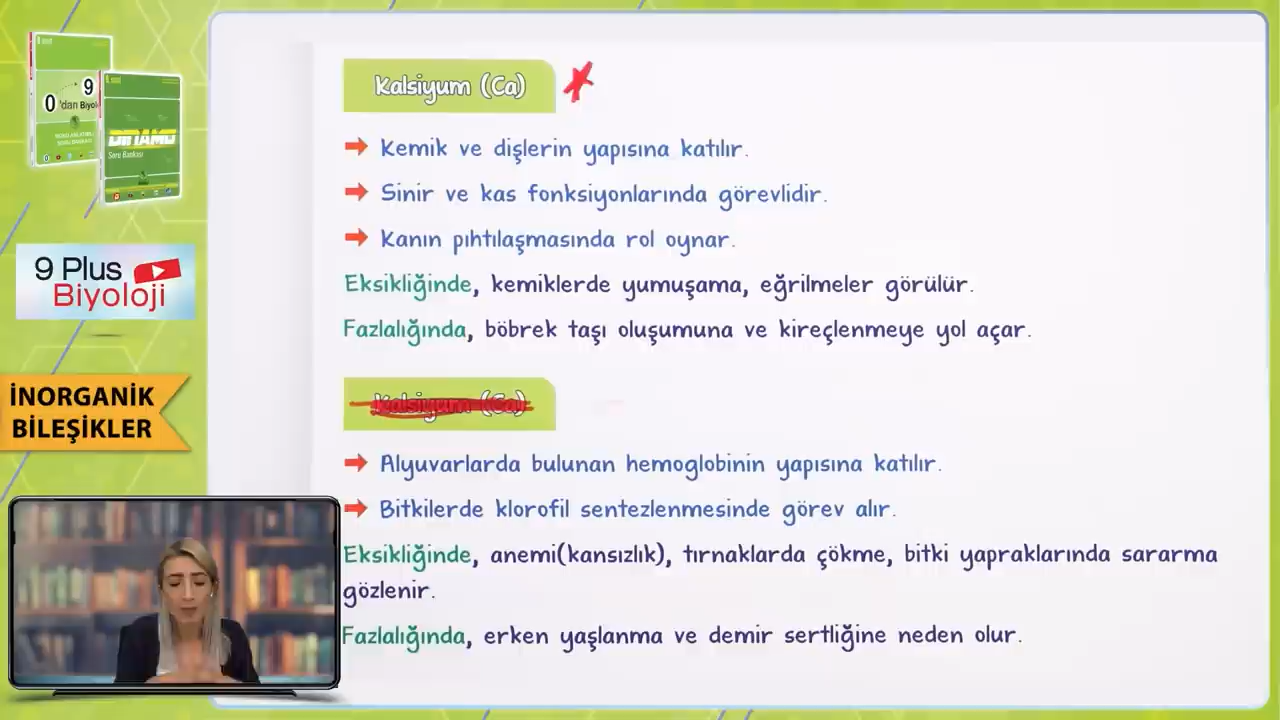 9
0 'dan Biyolo
DİNAMO
Soru Bankası
9 Plus
Biyoloji
İNORGANİK
BİLEŞİKLER
Kalsiyum (Ca)
Kemik ve dişlerin yapısına katılır.
Sinir ve kas fonksiyonlarında görevlidir.
Kanın pıhtılaşmasında rol oynar.
Eksikliğinde, kemiklerde yumuşama, eğrilmeler görülür.
Fazlalığında, böbrek taşı oluşumuna ve kireçlenmeye yol açar.
Kalsiyum (Ca)
Alyuvarlarda bulunan hemoglobinin yapısına katılır.
Bitkilerde klorofil sentezlenmesinde görev alır.
Eksikliğinde, anemi(kansızlık), tırnaklarda çökme, bitki yapraklarında sararma
gözlenir.
Fazlalığında, erken yaşlanma ve demir sertliğine neden olur.